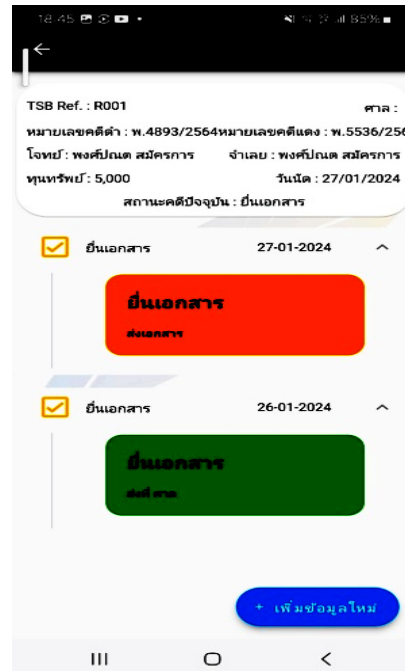 18:45 85%
TSB Ref. : R001 ศาล :
หมายเลขคดีดำ : พ.4893/2564หมายเลขคดีแดง : พ.5536/256
โจทย์ : พงศ์ปณต สมัครการ จำเลย : พงศ์ปณต สมัครการ
ทุนทรัพย์ : 5,000 วันนัด : 27/01/2024
สถานะคดีปัจจุบัน : ยื่นเอกสาร
ยื่นเอกสาร 27-01-2024
ยื่นเอกสาร
ส่งเอกสาร
ยื่นเอกสาร 26-01-2024
ยื่นเอกสาร
ส่งที่ ศาล
+ เพิ่มข้อมูลใหม่